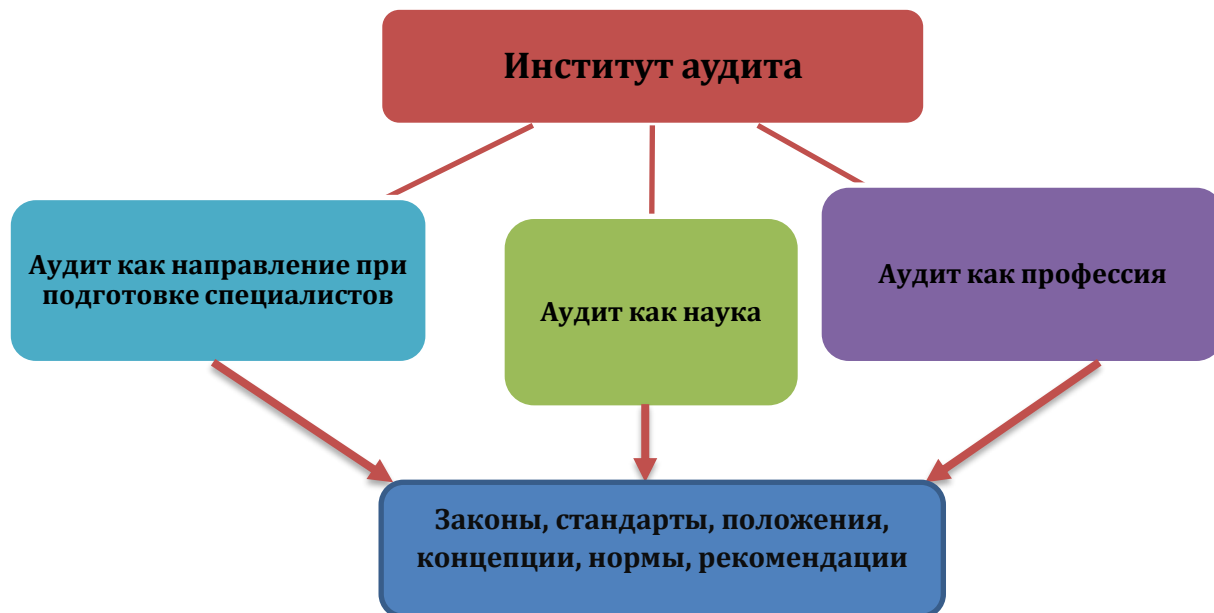 Институт аудита
Аудит как направление при
подготовке специалистов
Аудит как наука
Аудит как профессия
Законы, стандарты, положения,
концепции, нормы, рекомендации